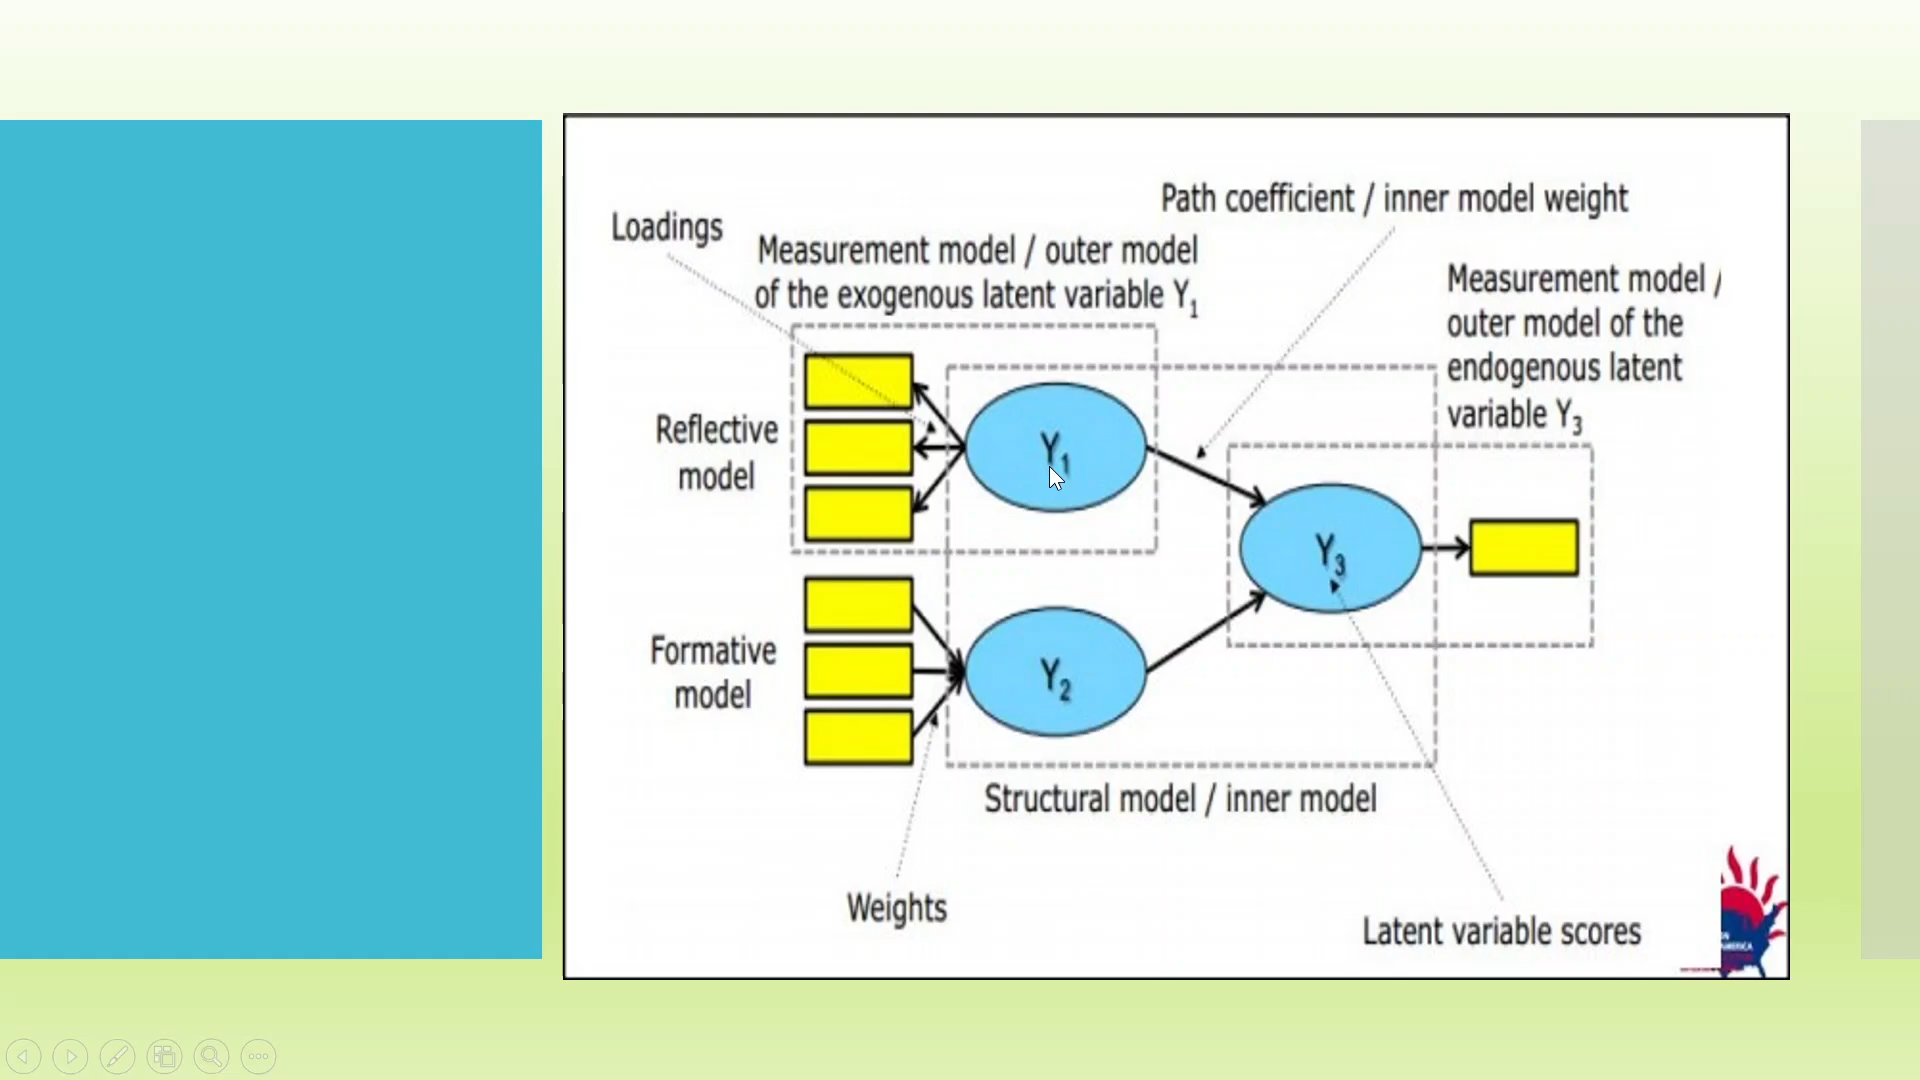 Path coefficient / inner model weight
Loadings
Measurement model / outer model
of the exogenous latent variable Y1
Measurement model /
outer model of the
endogenous latent
variable Y3
Reflective
model
Y1
Y3
Formative
model
Y2
Structural model / inner model
Weights
Latent variable scores